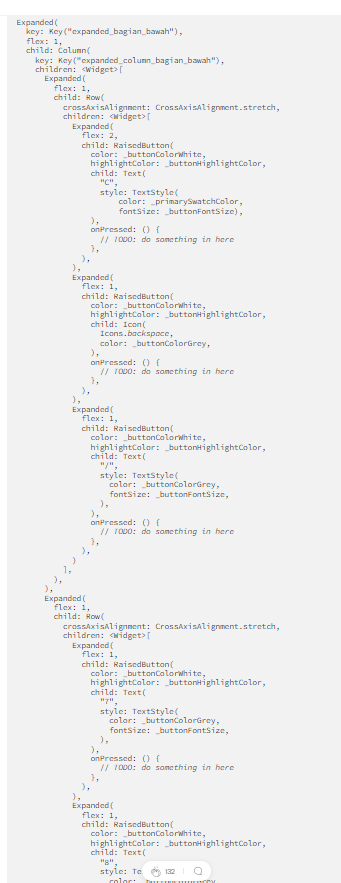 Expanded(
key: Key("expanded_bagian_bawah"),
flex: 1,
child: Column(
key: Key("expanded_column_bagian_bawah"),
children: <Widget>[
Expanded(
flex: 1,
child: Row(
crossAxisAlignment: CrossAxisAlignment.stretch,
children: <Widget>[
Expanded(
flex: 2,
child: RaisedButton(
color: _buttonColorWhite,
highlightColor: _buttonHighlightColor,
child: Text(
"C",
style: TextStyle(
color: _primarySwatchColor,
fontSize: _buttonFontSize),
),
onPressed: () {
// TODO: do something in here
},
),
),
Expanded(
flex: 1,
child: RaisedButton(
color: _buttonColorWhite,
highlightColor: _buttonHighlightColor,
child: Icon(
Icons.backspace,
color: _buttonColorGrey,
),
onPressed: () {
// TODO: do something in here
},
),
),
Expanded(
flex: 1,
child: RaisedButton(
color: _buttonColorWhite,
highlightColor: _buttonHighlightColor,
child: Text(
"/",
style: TextStyle(
color: _buttonColorGrey,
fontSize: _buttonFontSize,
),
),
onPressed: () {
// TODO: do something in here
},
),
)
],
),
),
Expanded(
flex: 1,
child: Row(
crossAxisAlignment: CrossAxisAlignment.stretch,
children: <Widget>[
Expanded(
flex: 1,
child: RaisedButton(
color: _buttonColorWhite,
highlightColor: _buttonHighlightColor,
child: Text(
"7",
style: TextStyle(
color: _buttonColorGrey,
fontSize: _buttonFontSize,
),
),
onPressed: () {
// TODO: do something in here
},
),
),
Expanded(
flex: 1,
child: RaisedButton(
color: _buttonColorWhite,
highlightColor: _buttonHighlightColor,
child: Text(
"8",
style: Te
132